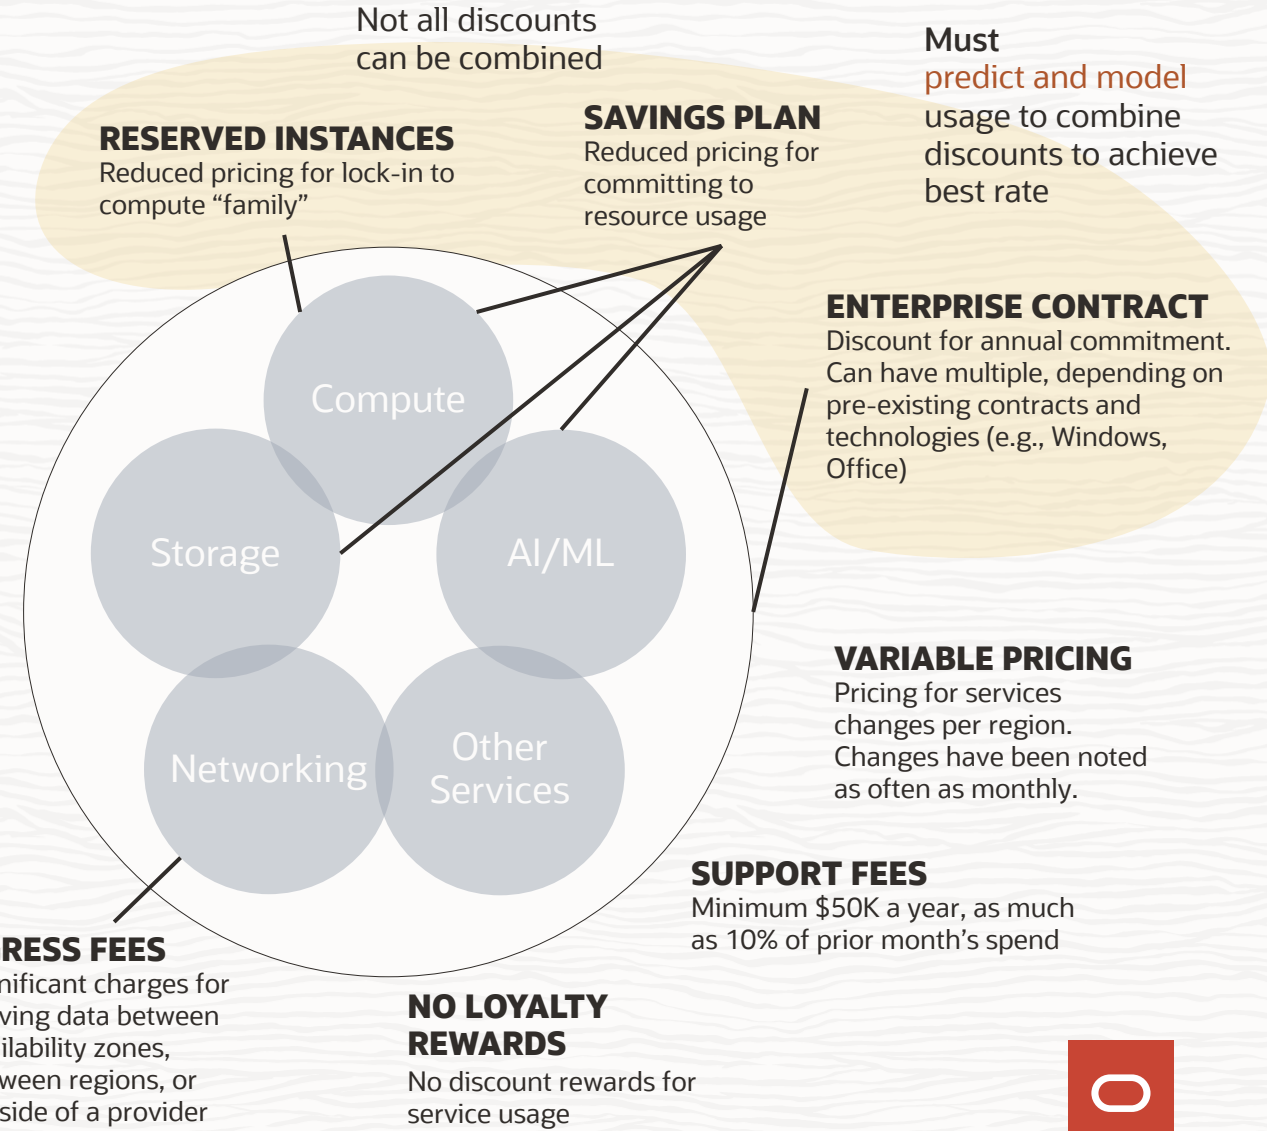 Not all discounts
can be combined
Must
predict and model
usage to combine
discounts to achieve
best rate
RESERVED INSTANCES
Reduced pricing for lock-in to
compute “family”
SAVINGS PLAN
Reduced pricing for
committing to
resource usage
ENTERPRISE CONTRACT
Discount for annual commitment.
Can have multiple, depending on
pre-existing contracts and
technologies (e.g., Windows,
Office)
Compute
Storage
AI/ML
Networking
Other
Services
VARIABLE PRICING
Pricing for services
changes per region.
Changes have been noted
as often as monthly.
SUPPORT FEES
Minimum $50K a year, as much
as 10% of prior month’s spend
RESS FEES
nificant charges for
ving data between
ilability zones,
ween regions, or
side of a provider
NO LOYALTY
REWARDS
No discount rewards for
service usage